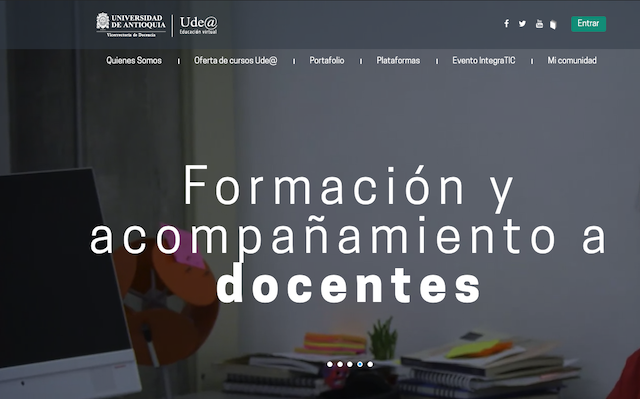 UNIVERSIDAD
DE ANTIOQUIA
Vicerrectoría de Docencia
Ude@
Educación virtual
Entrar
Quienes Somos
Oferta de cursos Ude@
Portafolio
Plataformas
Evento IntegraTIC
Mi comunidad
Formación y
acompañamiento a
docentes